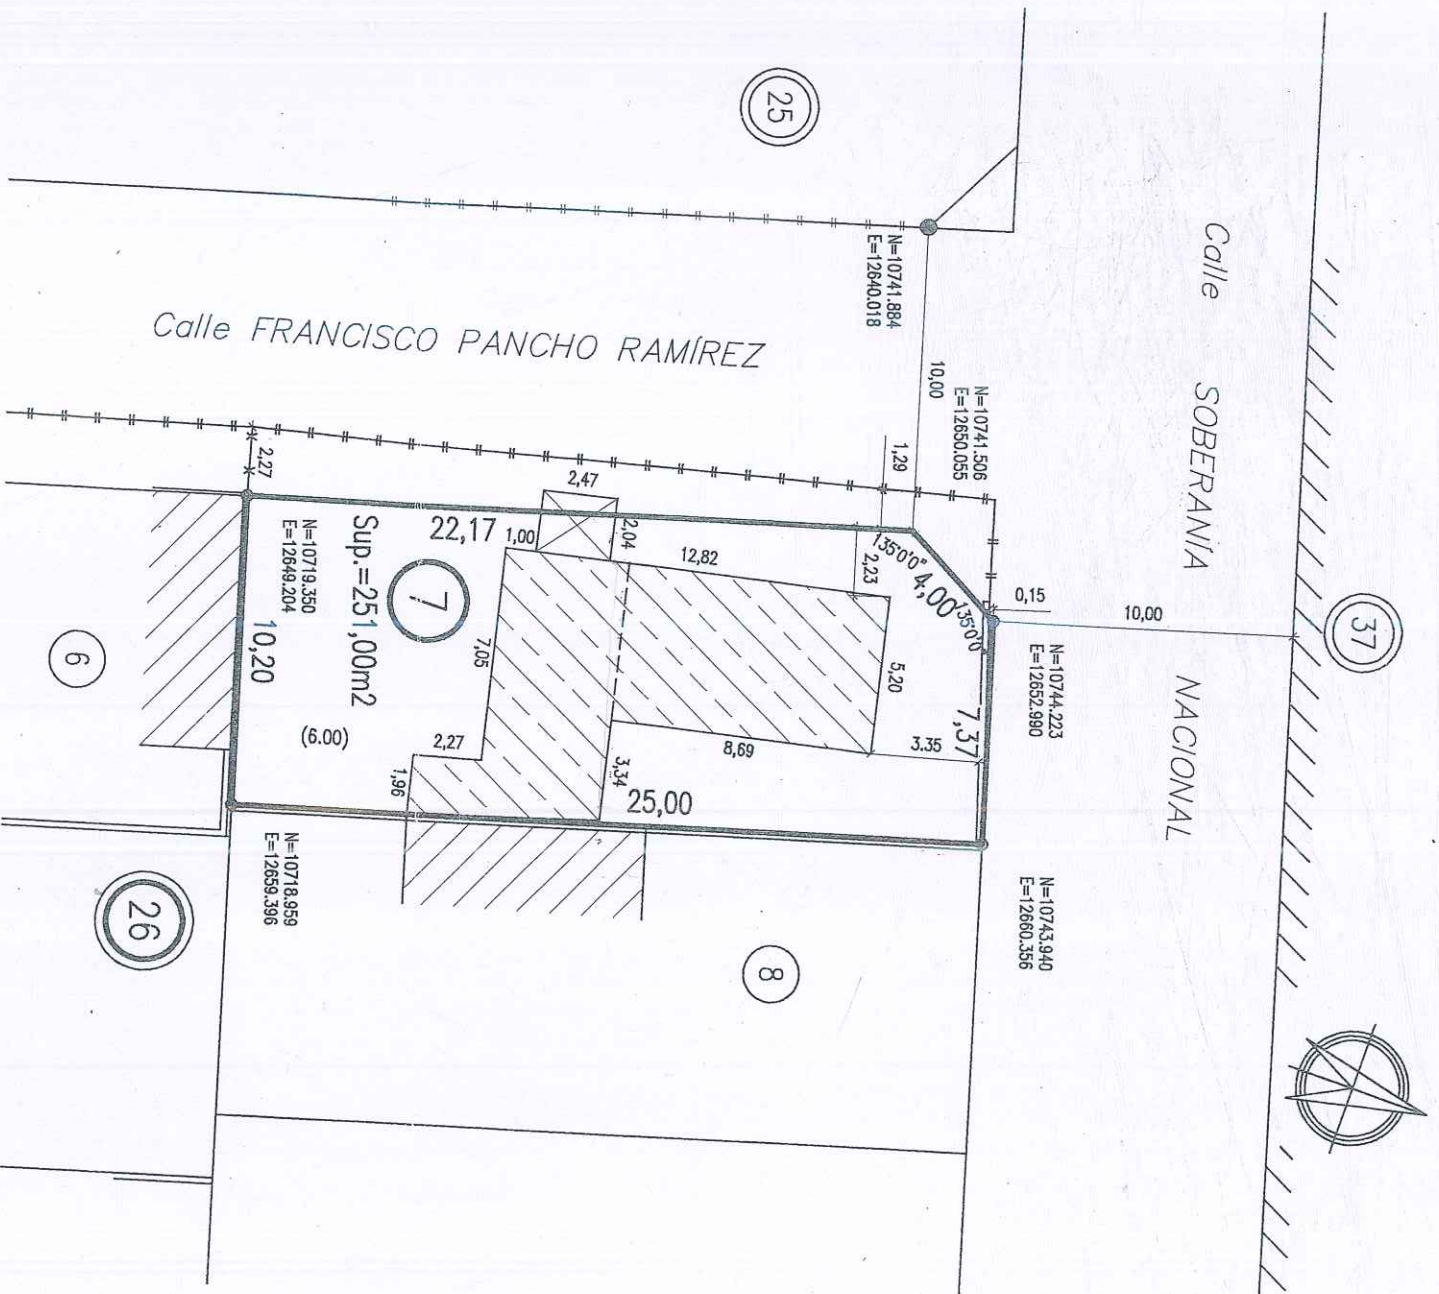 25
Calle SOBERANÍA NACIONAL
37
N=10741.884
E=12640.018
Calle FRANCISCO PANCHO RAMÍREZ
10,00
N=10741.506
E=12650.055
1,29
2,27
2,47
0,15
10,00
22,17
1,00
2,04
12,82
2,23
135°0'0"
4,00
135°0'0"
N=10744.223
E=12652.990
N=10719.350
E=12649.204
Sup.=251,00m2
7
10,20
7,05
5,20
7,37
6
(6.00)
2,27
8,69
3.35
1,96
3,34
25,00
N=10718.959
E=12659.396
N=10743.940
E=12660.356
26
8